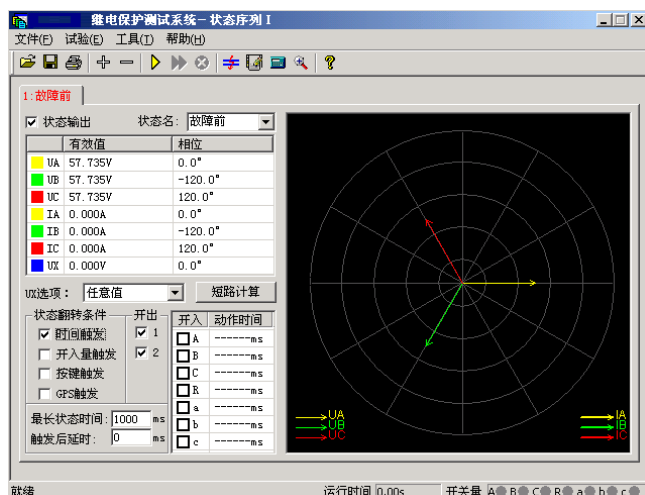 继电保护测试系统-状态序列 I
文件(F) 试验(E) 工具(T) 帮助(H)
1:故障前
状态输出 状态名: 故障前
有效值 相位
UA 57.735V 0.0°
UB 57.735V -120.0°
UC 57.735V 120.0°
IA 0.000A 0.0°
IB 0.000A -120.0°
IC 0.000A 120.0°
UX 0.000V 0.0°
UX选项: 任意值 短路计算
状态翻转条件 开出 开入 动作时间
时间触发 1 A ------ms
开入量触发 2 B ------ms
按键触发 C ------ms
GPS触发 R ------ms
a ------ms
最长状态时间: 1000 ms b ------ms
触发后延时: 0 ms c ------ms
UA IA
UB IB
UC IC
就绪 运行时间 0.00s 开关量 A B C R a b c